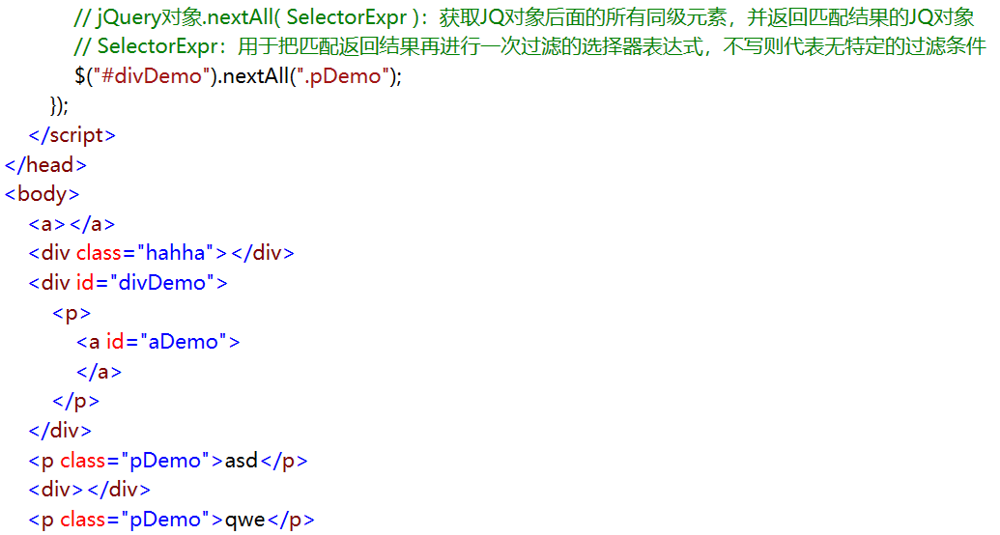 // jQuery对象.nextAll( SelectorExpr )：获取JQ对象后面的所有同级元素，并返回匹配结果的JQ对象
// SelectorExpr：用于把匹配返回结果再进行一次过滤的选择器表达式，不写则代表无特定的过滤条件
$("#divDemo").nextAll(".pDemo");
});
</script>
</head>
<body>
<a></a>
<div class="hahha"></div>
<div id="divDemo">
<p>
<a id="aDemo">
</a>
</p>
</div>
<p class="pDemo">asd</p>
<div></div>
<p class="pDemo">qwe</p>